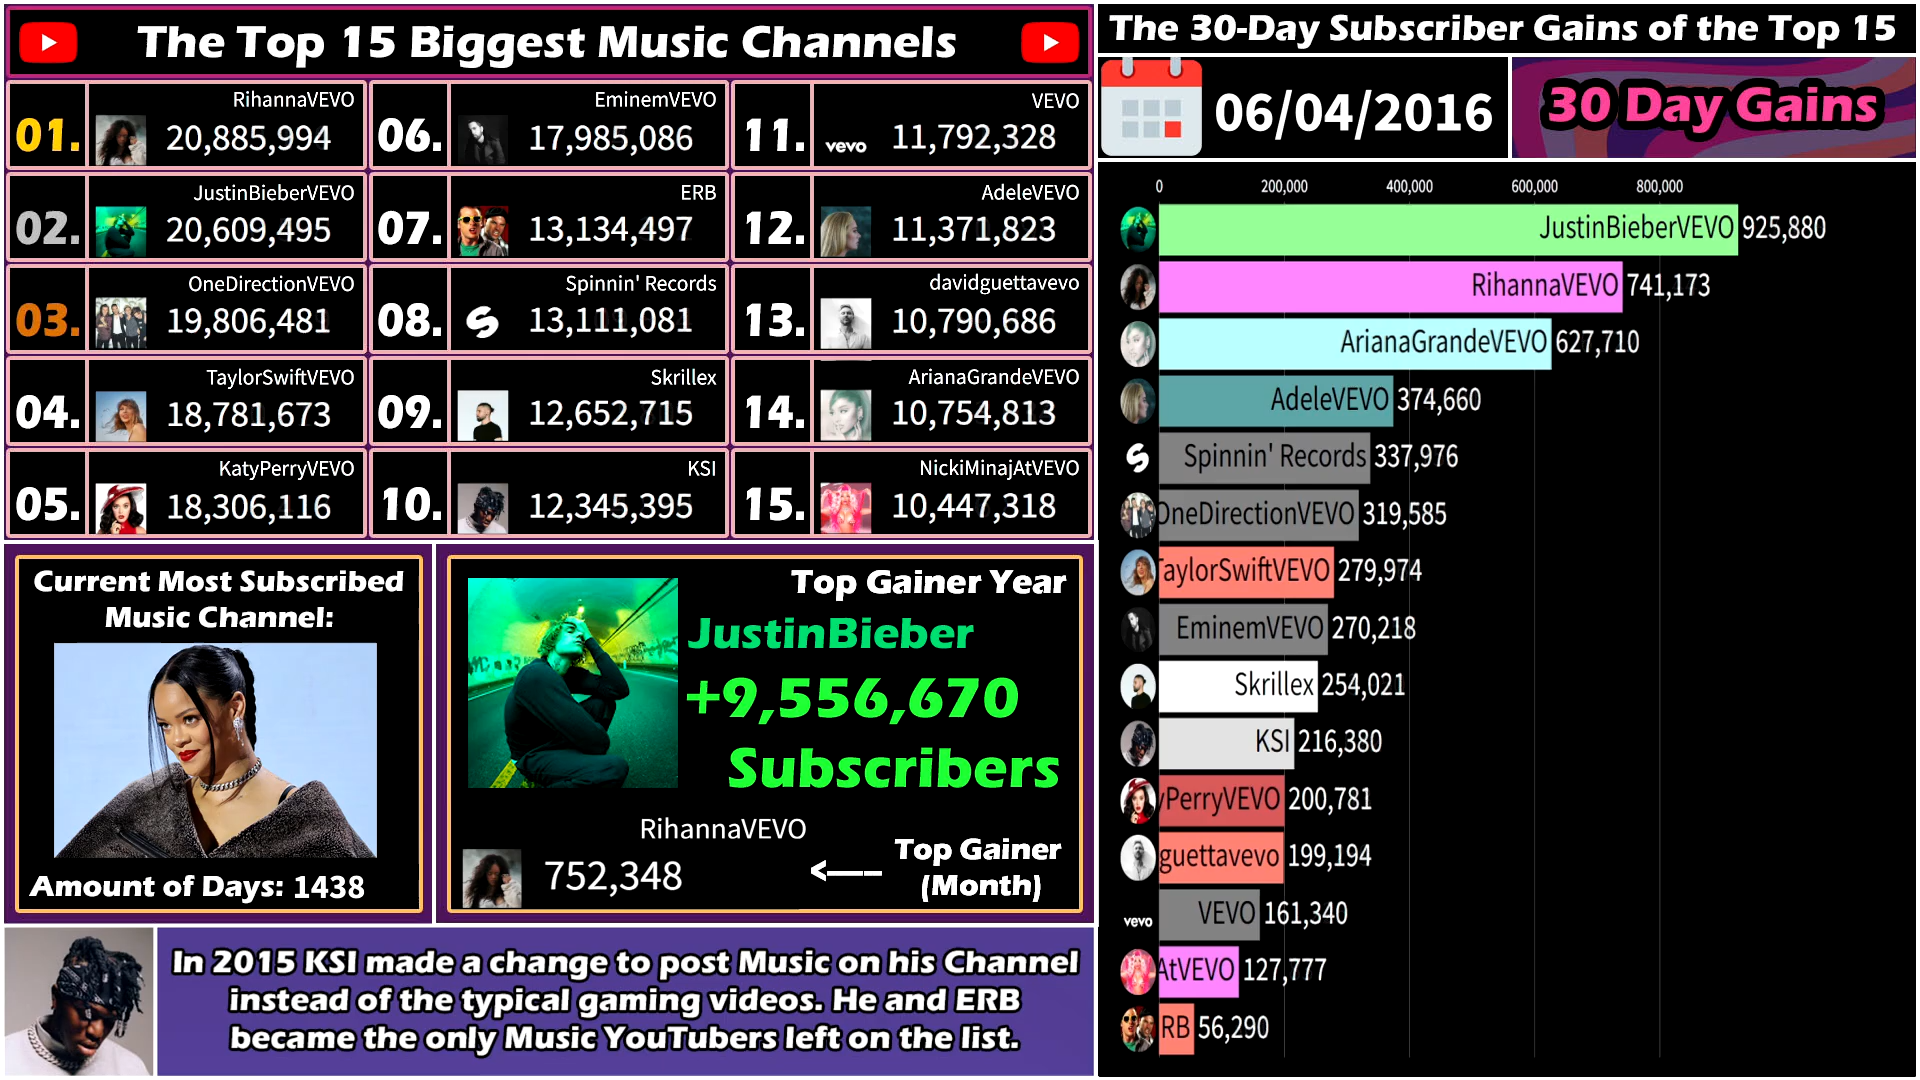 The Top 15 Biggest Music Channels
01.
RihannaVEVO
20,885,994
02.
JustinBieberVEVO
20,609,495
03.
OneDirectionVEVO
19,806,481
04.
TaylorSwiftVEVO
18,781,673
05.
KatyPerryVEVO
18,306,116
06.
EminemVEVO
17,985,086
07.
ERB
13,134,497
08.
Spinnin' Records
13,111,081
09.
Skrillex
12,652,715
10.
KSI
12,345,395
11.
vevo
VEVO
11,792,328
12.
AdeleVEVO
11,371,823
13.
davidguettavevo
10,790,686
14.
ArianaGrandeVEVO
10,754,813
15.
NickiMinajAtVEVO
10,447,318
Current Most Subscribed
Music Channel:
Amount of Days: 1438
Top Gainer Year
JustinBieber
+9,556,670
Subscribers
RihannaVEVO
752,348
<---
Top Gainer
(Month)
In 2015 KSI made a change to post Music on his Channel
instead of the typical gaming videos. He and ERB
became the only Music YouTubers left on the list.
The 30-Day Subscriber Gains of the Top 15
06/04/2016
30 Day Gains
0 200,000 400,000 600,000 800,000
JustinBieberVEVO 925,880
RihannaVEVO 741,173
ArianaGrandeVEVO 627,710
AdeleVEVO 374,660
Spinnin' Records 337,976
OneDirectionVEVO 319,585
TaylorSwiftVEVO 279,974
EminemVEVO 270,218
Skrillex 254,021
KSI 216,380
yPerryVEVO 200,781
guettavevo 199,194
vevo VEVO 161,340
AtVEVO 127,777
RB 56,290